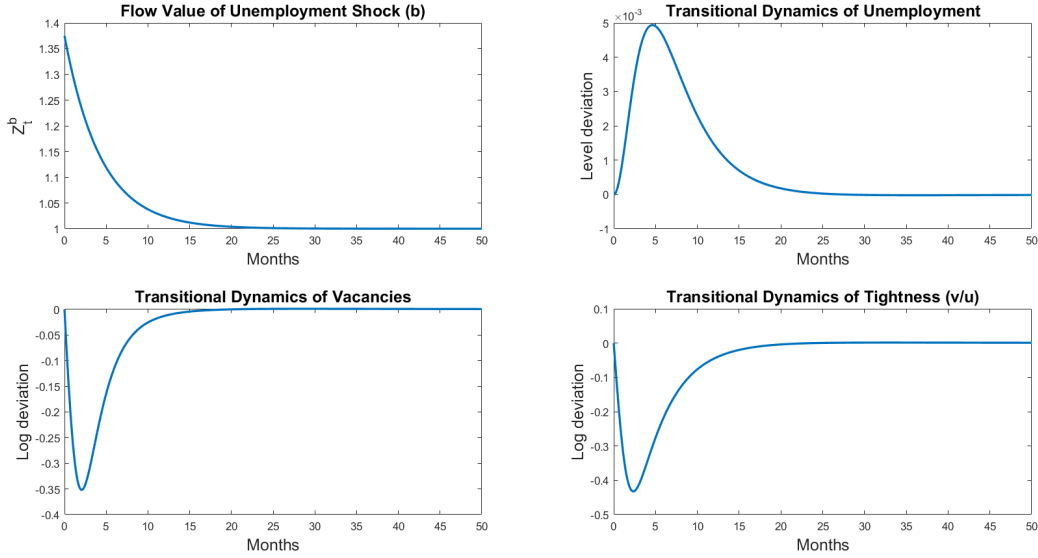 Flow Value of Unemployment Shock (b)
1.4
1.35
1.3
1.25
1.2
1.15
1.1
1.05
1
Z_t^b
0 5 10 15 20 25 30 35 40 45 50
Months
Transitional Dynamics of Unemployment
×10^-3
5
4
3
2
1
0
-1
Level deviation
0 5 10 15 20 25 30 35 40 45 50
Months
Transitional Dynamics of Vacancies
0
-0.05
-0.1
-0.15
-0.2
-0.25
-0.3
-0.35
-0.4
Log deviation
0 5 10 15 20 25 30 35 40 45 50
Months
Transitional Dynamics of Tightness (v/u)
0.1
0
-0.1
-0.2
-0.3
-0.4
-0.5
Log deviation
0 5 10 15 20 25 30 35 40 45 50
Months